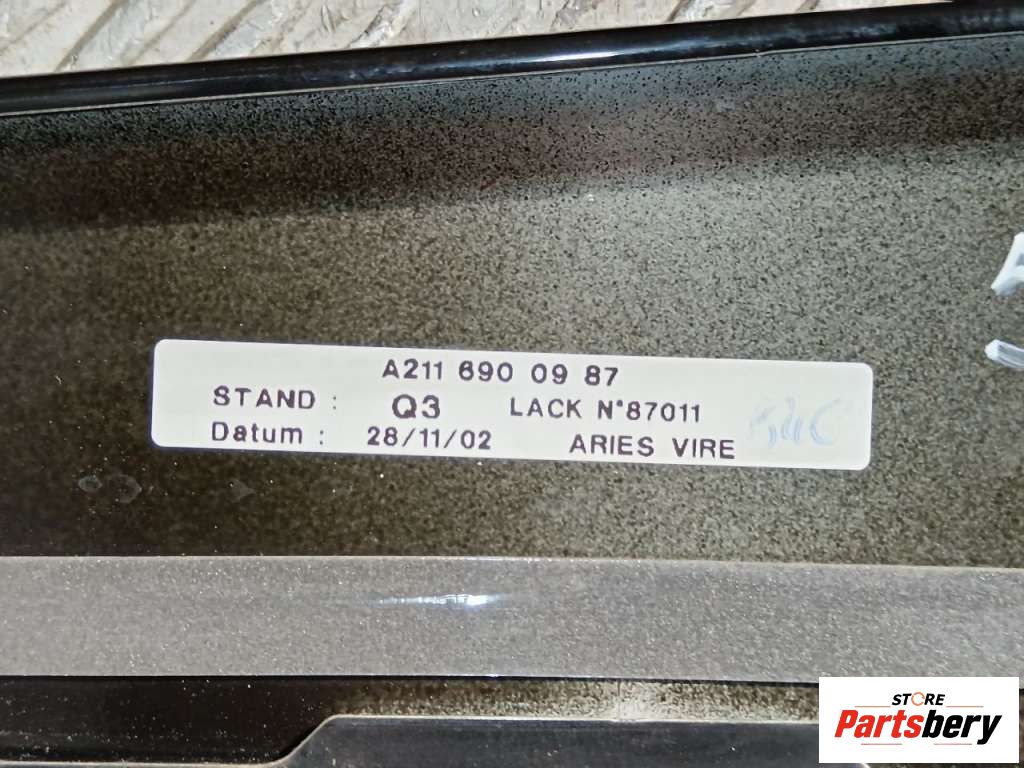 A211 690 09 87
STAND : Q3 LACK N°87011
Datum : 28/11/02 ARIES VIRE
STORE
Partsbery